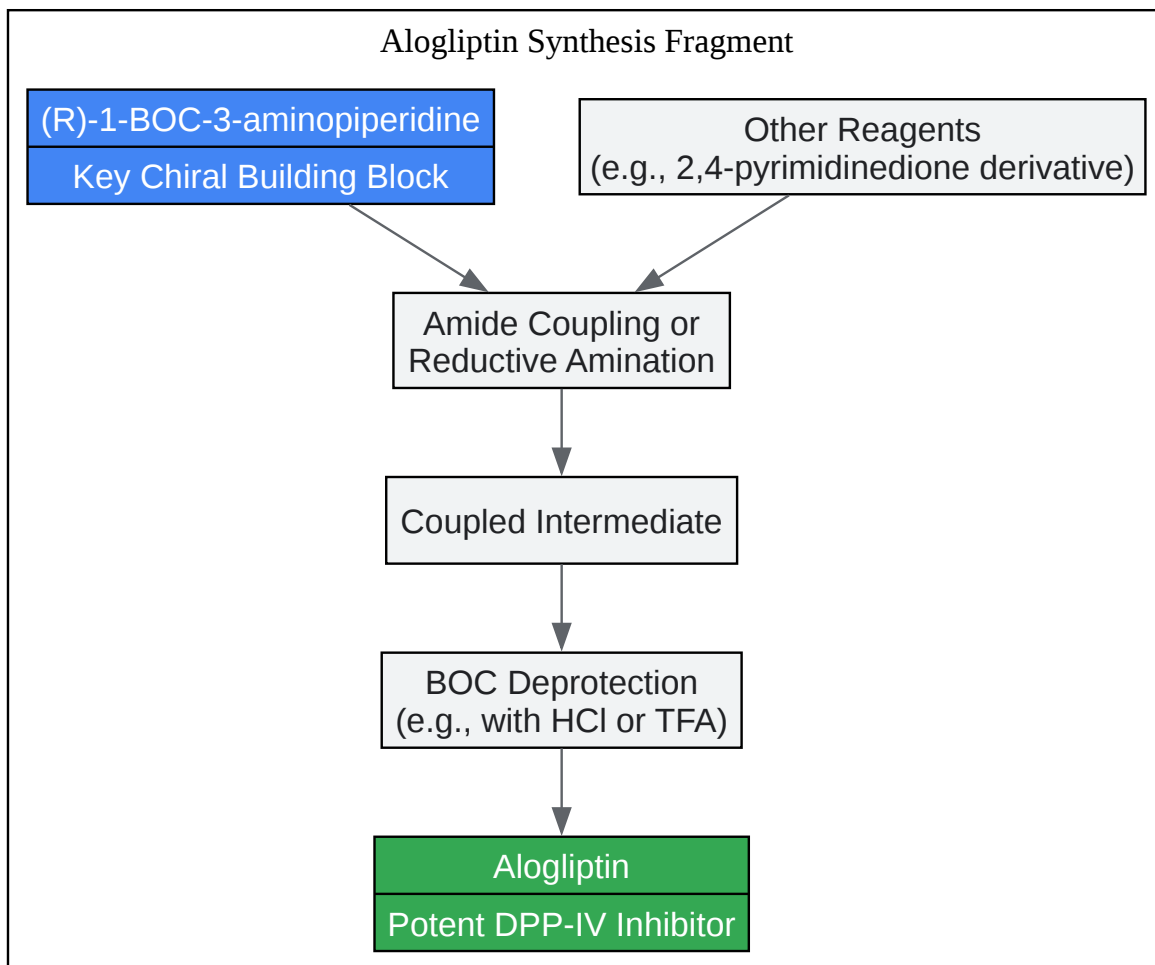 Alogliptin Synthesis Fragment
(R)-1-BOC-3-aminopiperidine
Key Chiral Building Block
Other Reagents
(e.g., 2,4-pyrimidinedione derivative)
Amide Coupling or
Reductive Amination
Coupled Intermediate
BOC Deprotection
(e.g., with HCl or TFA)
Alogliptin
Potent DPP-IV Inhibitor